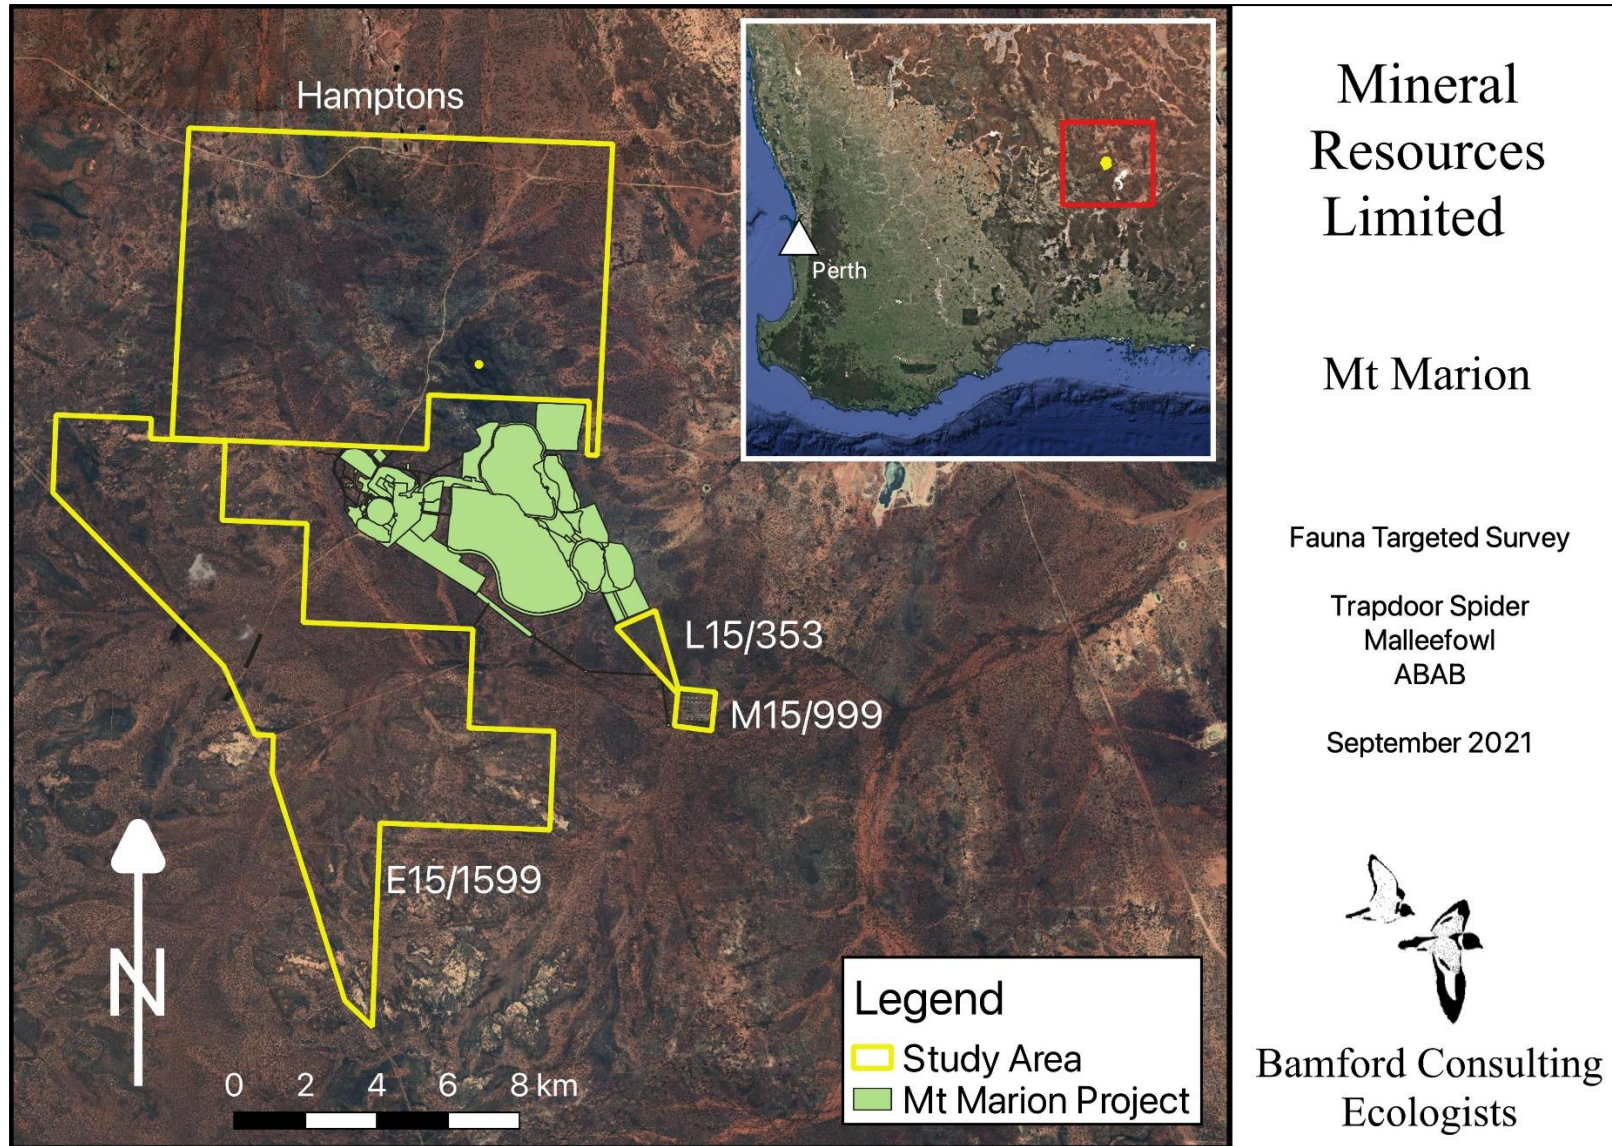 Hamptons
Perth
L15/353
M15/999
E15/1599
N
0 2 4 6 8 km
Legend
Study Area
Mt Marion Project
Mineral
Resources
Limited
Mt Marion
Fauna Targeted Survey
Trapdoor Spider
Malleefowl
ABAB
September 2021
Bamford Consulting
Ecologists